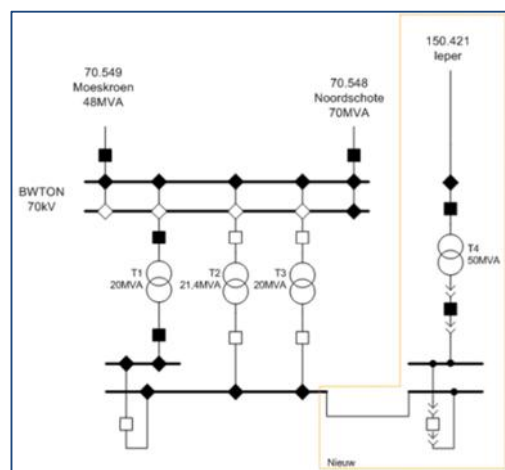 150.421
Ieper
70.549
Moeskroen
48MVA
70.548
Noordschote
70MVA
BWTON
70kV
T1
20MVA
T2
21,4MVA
T3
20MVA
T4
50MVA
Nieuw